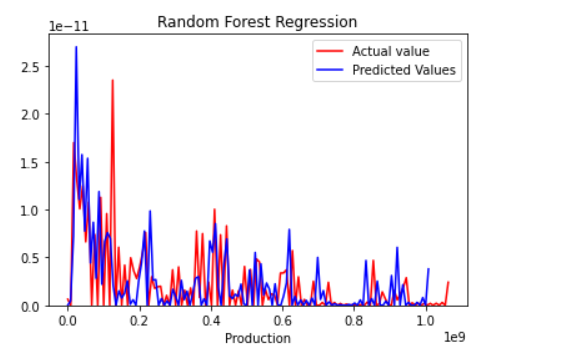 Random Forest Regression
1e−11
Actual value
Predicted Values
2.5
2.0
1.5
1.0
0.5
0.0
0.0 0.2 0.4 0.6 0.8 1.0
1e9
Production